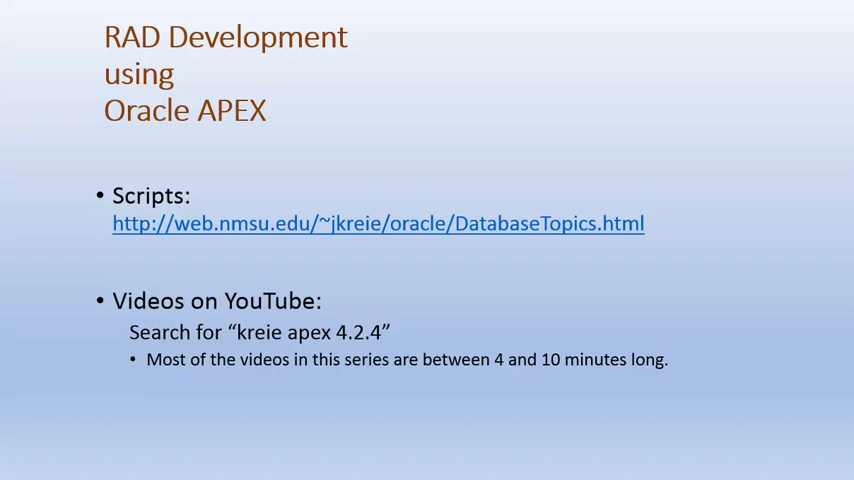 RAD Development
using
Oracle APEX
• Scripts:
http://web.nmsu.edu/~jkreie/oracle/DatabaseTopics.html
• Videos on YouTube:
Search for “kreie apex 4.2.4”
• Most of the videos in this series are between 4 and 10 minutes long.